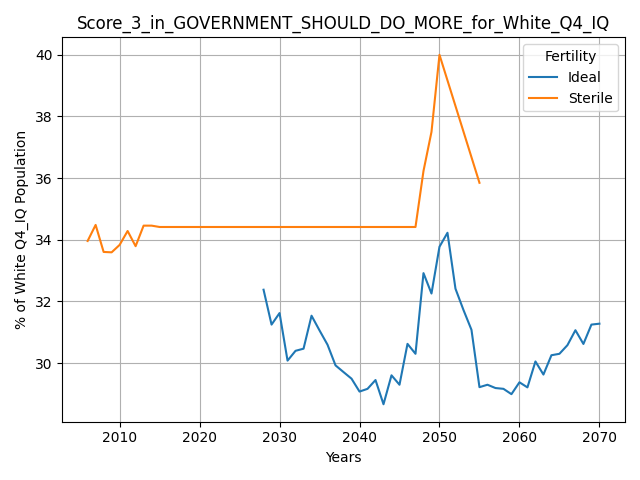 Score_3_in_GOVERNMENT_SHOULD_DO_MORE_for_White_Q4_IQ
Fertility
Ideal
Sterile
% of White Q4_IQ Population
40
38
36
34
32
30
2010 2020 2030 2040 2050 2060 2070
Years